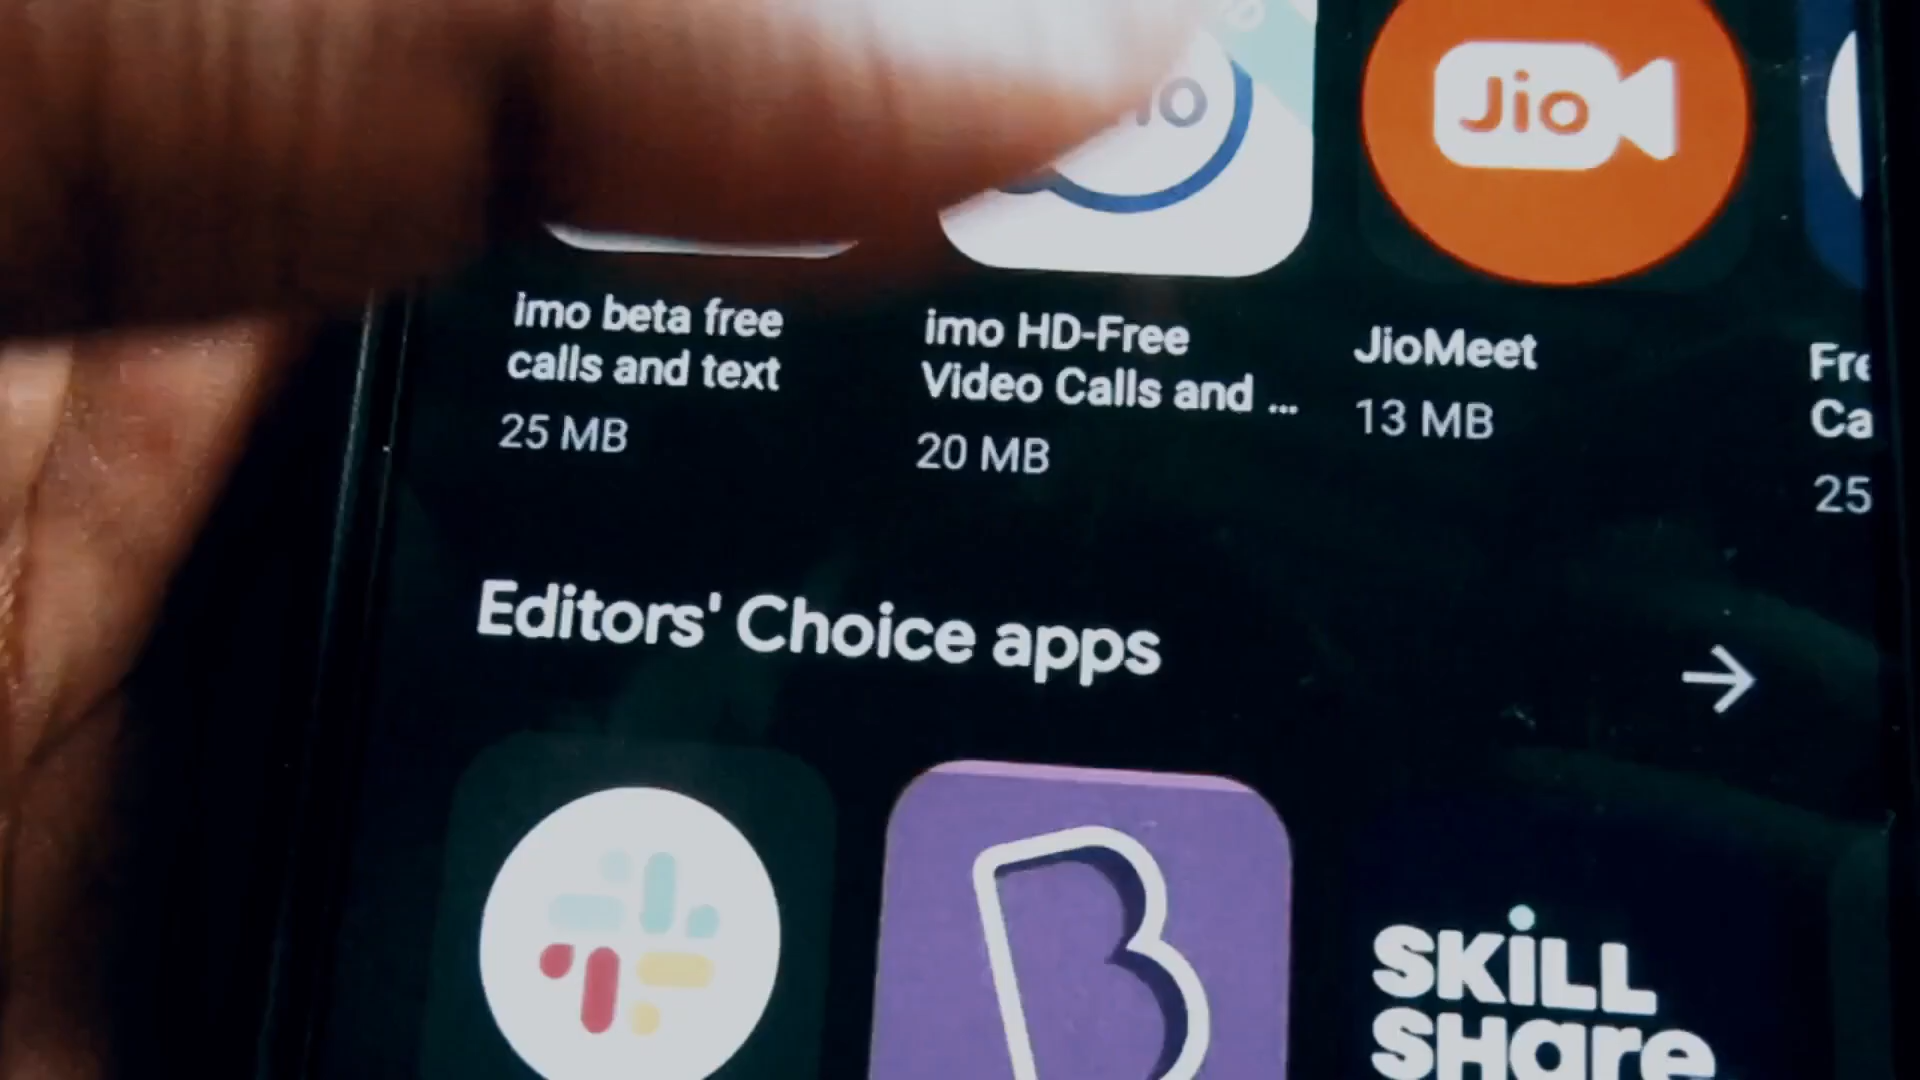 Jio
imo beta free
calls and text
25 MB
imo HD-Free
Video Calls and ...
20 MB
JioMeet
13 MB
25
Editors' Choice apps
B
SKiLL
SHare